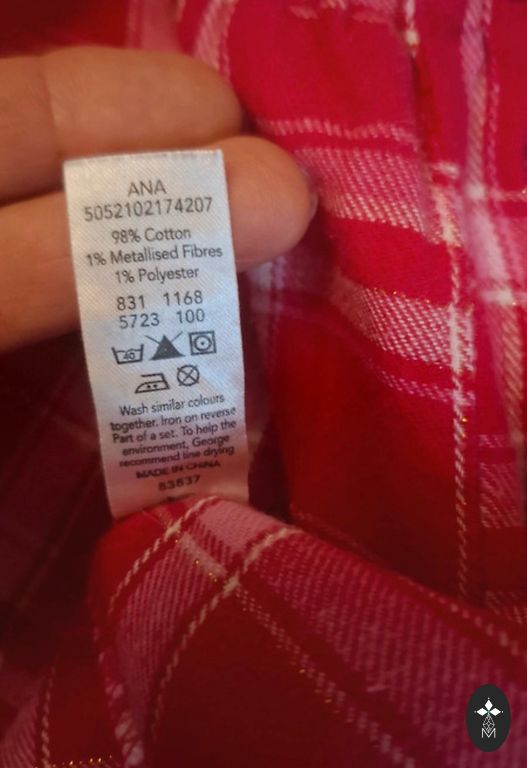 ANA
5052102174207
98% Cotton
1% Metallised Fibres
1% Polyester
831 1168
5723 100
40
Wash similar colours
together. Iron on reverse
Part of a set. To help the
environment, George
recommend line drying
MADE IN CHINA
83837
M